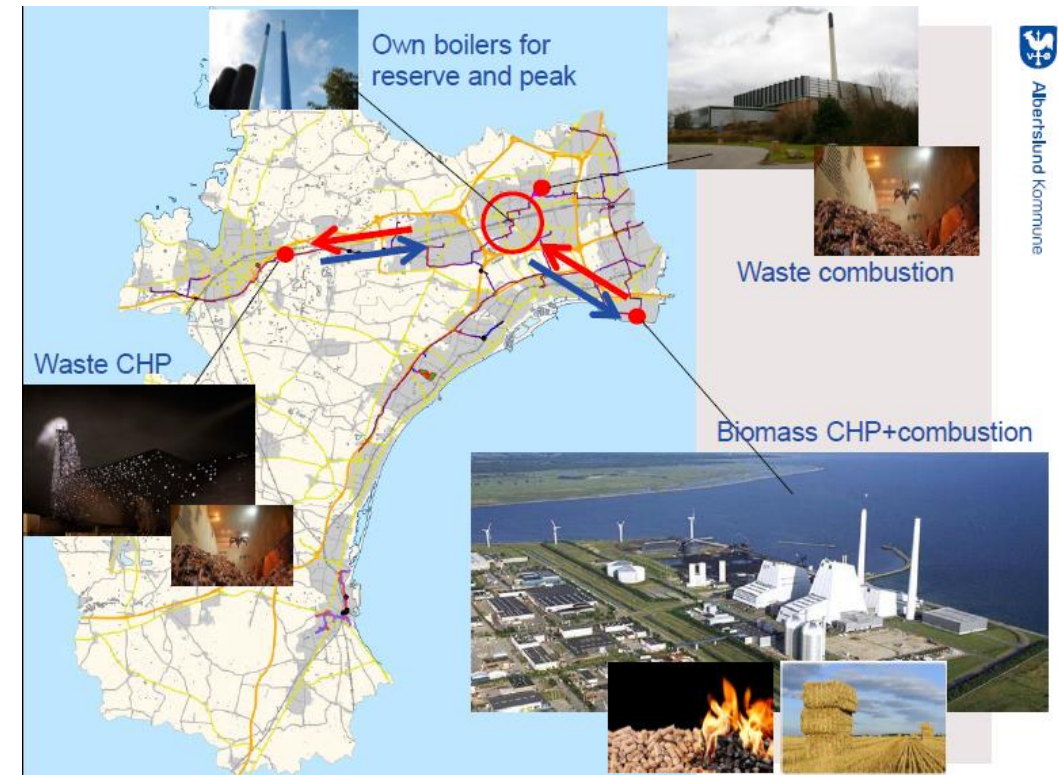 Own boilers for
reserve and peak
Albertslund Kommune
Waste combustion
Waste CHP
Biomass CHP+combustion